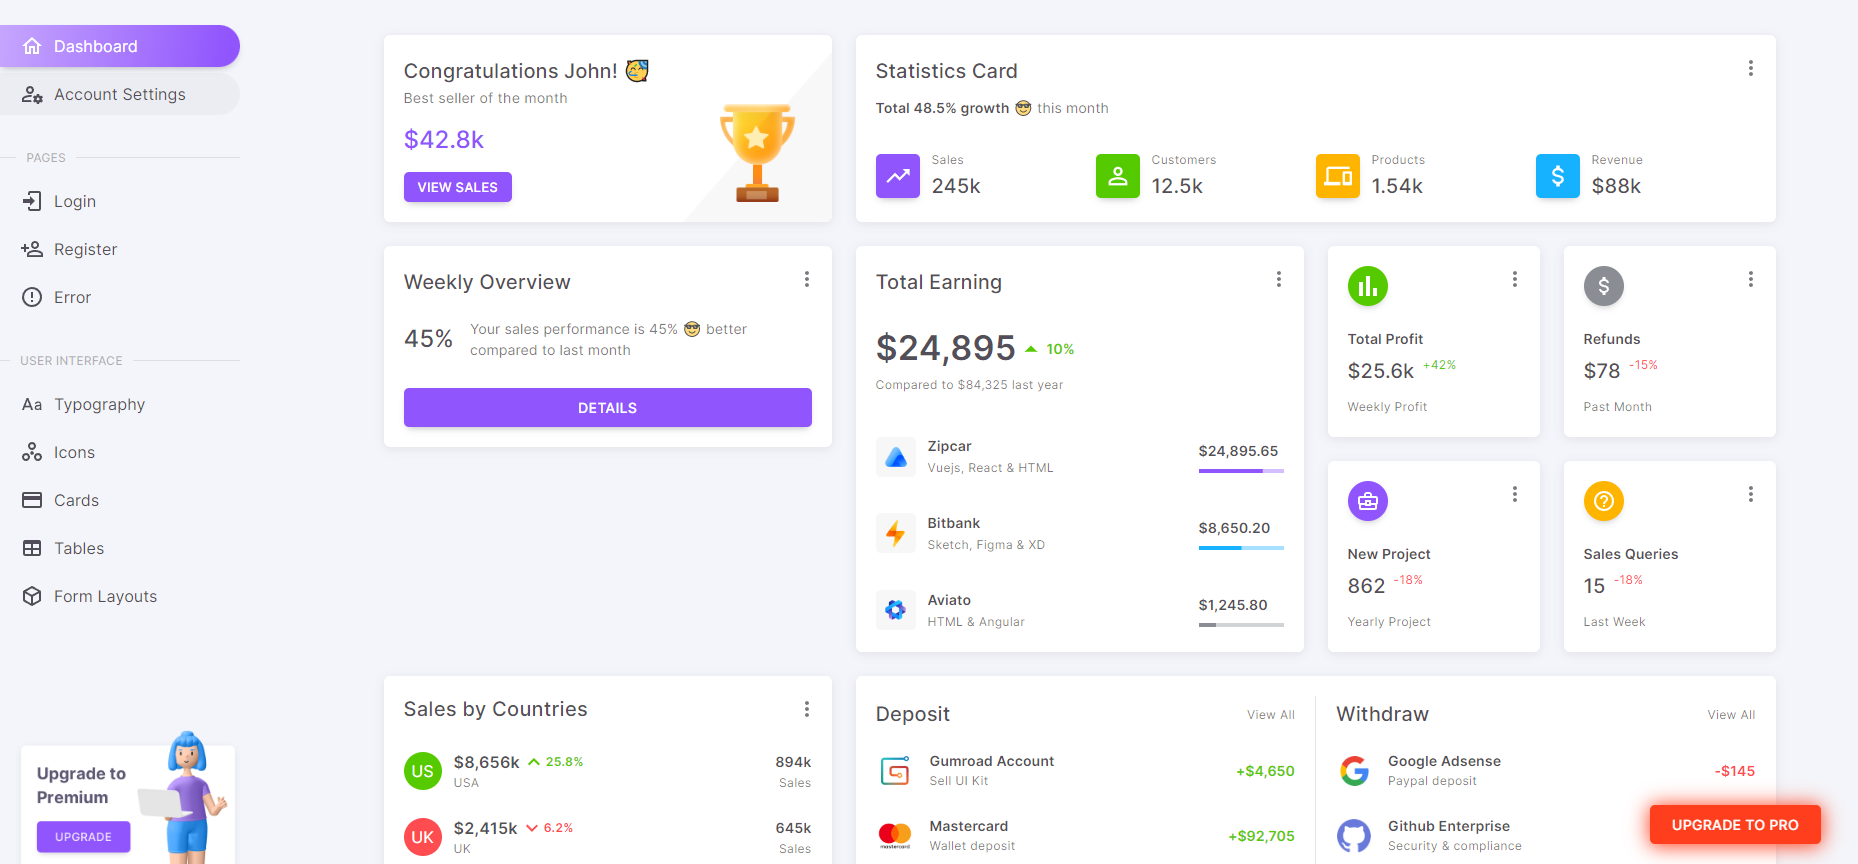 Dashboard
Account Settings
PAGES
Login
Register
Error
USER INTERFACE
Aa Typography
Icons
Cards
Tables
Form Layouts
Upgrade to
Premium
UPGRADE
Congratulations John! 🥳
Best seller of the month
$42.8k
VIEW SALES
Statistics Card
Total 48.5% growth 😎 this month
Sales
245k
Customers
12.5k
Products
1.54k
Revenue
$88k
Weekly Overview
45%
Your sales performance is 45% 😎 better
compared to last month
DETAILS
Total Earning
$24,895 10%
Compared to $84,325 last year
Zipcar
Vuejs, React & HTML
$24,895.65
Bitbank
Sketch, Figma & XD
$8,650.20
Aviato
HTML & Angular
$1,245.80
Total Profit
$25.6k +42%
Weekly Profit
$
Refunds
$78 -15%
Past Month
New Project
862 -18%
Yearly Project
?
Sales Queries
15 -18%
Last Week
Sales by Countries
US
$8,656k 25.8%
USA
894k
Sales
UK
$2,415k 6.2%
UK
645k
Sales
Deposit
View All
Gumroad Account
Sell UI Kit
+$4,650
mastercard
Mastercard
Wallet deposit
+$92,705
Withdraw
View All
Google Adsense
Paypal deposit
-$145
Github Enterprise
Security & compliance
UPGRADE TO PRO